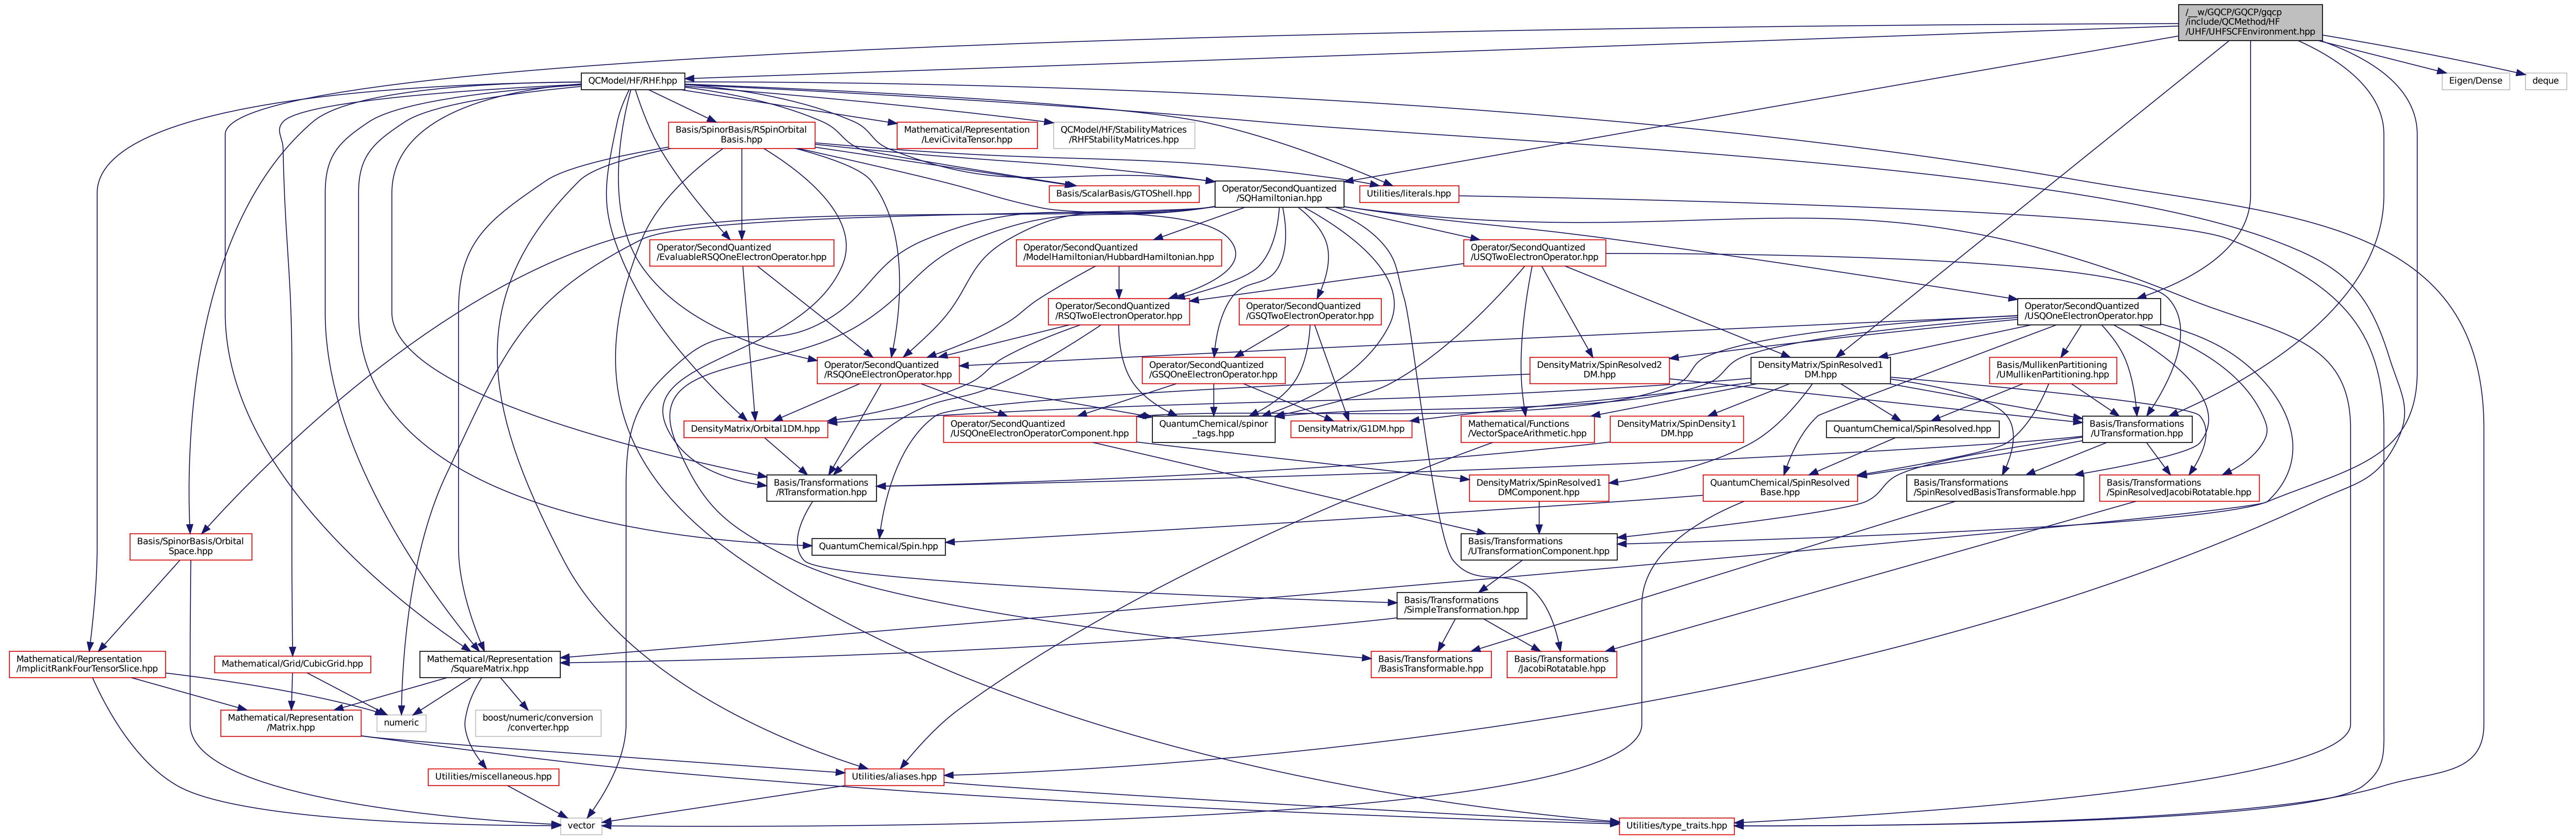 /__w/GQCP/GQCP/gqcp
/include/QCMethod/HF
/UHF/UHFSCFEnvironment.hpp
QCModel/HF/RHF.hpp
Eigen/Dense
deque
Basis/SpinorBasis/RSpinOrbital
Basis.hpp
Mathematical/Representation
/LeviCivitaTensor.hpp
QCModel/HF/StabilityMatrices
/RHFStabilityMatrices.hpp
Basis/ScalarBasis/GTOShell.hpp
Operator/SecondQuantized
/SQHamiltonian.hpp
Utilities/literals.hpp
Operator/SecondQuantized
/EvaluableRSQOneElectronOperator.hpp
Operator/SecondQuantized
/ModelHamiltonian/HubbardHamiltonian.hpp
Operator/SecondQuantized
/USQTwoElectronOperator.hpp
Operator/SecondQuantized
/RSQTwoElectronOperator.hpp
Operator/SecondQuantized
/GSQTwoElectronOperator.hpp
Operator/SecondQuantized
/USQOneElectronOperator.hpp
Operator/SecondQuantized
/RSQOneElectronOperator.hpp
Operator/SecondQuantized
/GSQOneElectronOperator.hpp
DensityMatrix/SpinResolved2
DM.hpp
DensityMatrix/SpinResolved1
DM.hpp
Basis/MullikenPartitioning
/UMullikenPartitioning.hpp
DensityMatrix/Orbital1DM.hpp
Operator/SecondQuantized
/USQOneElectronOperatorComponent.hpp
QuantumChemical/spinor
_tags.hpp
DensityMatrix/G1DM.hpp
Mathematical/Functions
/VectorSpaceArithmetic.hpp
DensityMatrix/SpinDensity1
DM.hpp
QuantumChemical/SpinResolved.hpp
Basis/Transformations
/UTransformation.hpp
Basis/Transformations
/RTransformation.hpp
DensityMatrix/SpinResolved1
DMComponent.hpp
QuantumChemical/SpinResolved
Base.hpp
Basis/Transformations
/SpinResolvedBasisTransformable.hpp
Basis/Transformations
/SpinResolvedJacobiRotatable.hpp
Basis/SpinorBasis/Orbital
Space.hpp
QuantumChemical/Spin.hpp
Basis/Transformations
/UTransformationComponent.hpp
Basis/Transformations
/SimpleTransformation.hpp
Mathematical/Representation
/ImplicitRankFourTensorSlice.hpp
Mathematical/Grid/CubicGrid.hpp
Mathematical/Representation
/SquareMatrix.hpp
Basis/Transformations
/BasisTransformable.hpp
Basis/Transformations
/JacobiRotatable.hpp
Mathematical/Representation
/Matrix.hpp
numeric
boost/numeric/conversion
/converter.hpp
Utilities/miscellaneous.hpp
Utilities/aliases.hpp
vector
Utilities/type_traits.hpp